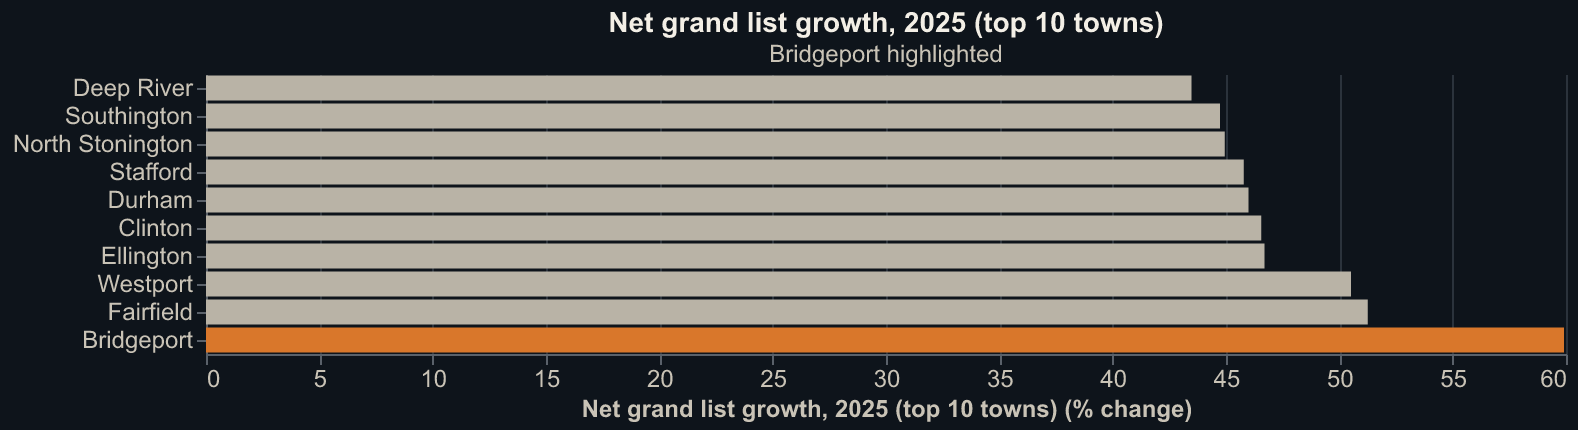 Net grand list growth, 2025 (top 10 towns)
Bridgeport highlighted
Deep River
Southington
North Stonington
Stafford
Durham
Clinton
Ellington
Westport
Fairfield
Bridgeport
0 5 10 15 20 25 30 35 40 45 50 55 60
Net grand list growth, 2025 (top 10 towns) (% change)